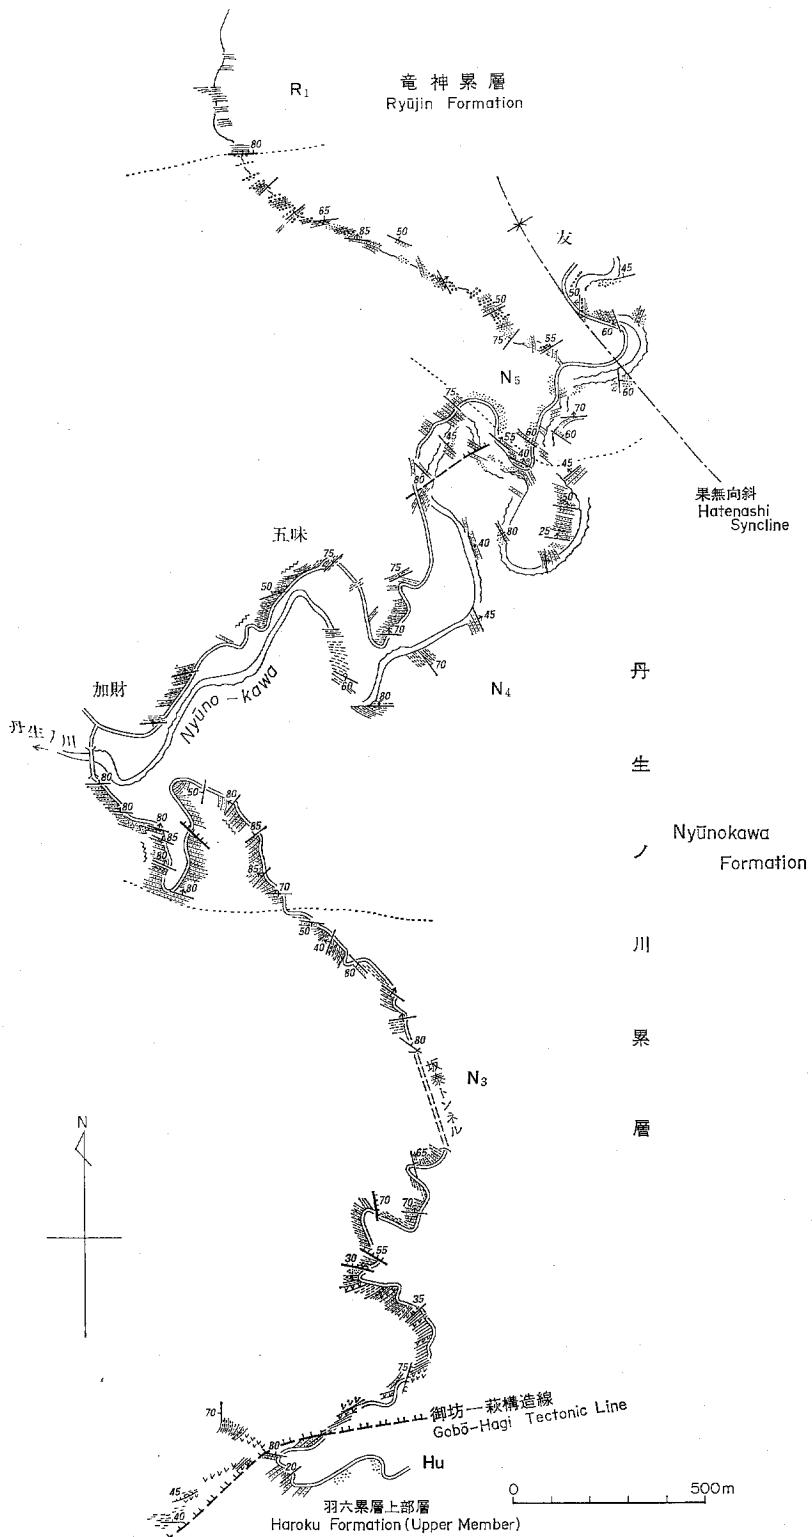 R₁
竜神累層
Ryūjin Formation
80
65
85
50
友
45
50
60
50
75
55
N₅
60
75
70
45
55
60
60
40
45
80
果無向斜
Hatenashi
Syncline
50
80
25
五味
75
40
75
50
45
70
70
丹生ノ川累層
60
加財
N₄
80
Nyūno-kawa
丹生ノ川
80
50
80
80
80
85
85
Nyūnokawa
Formation
80
85
80
70
50
40
80
80
N₃
坂泰トンネル
N
65
70
70
55
30
35
75
70
御坊—萩構造線
Gobō-Hagi Tectonic Line
80
Hu
20
45
40
0 500m
羽六累層上部層
Haroku Formation (Upper Member)